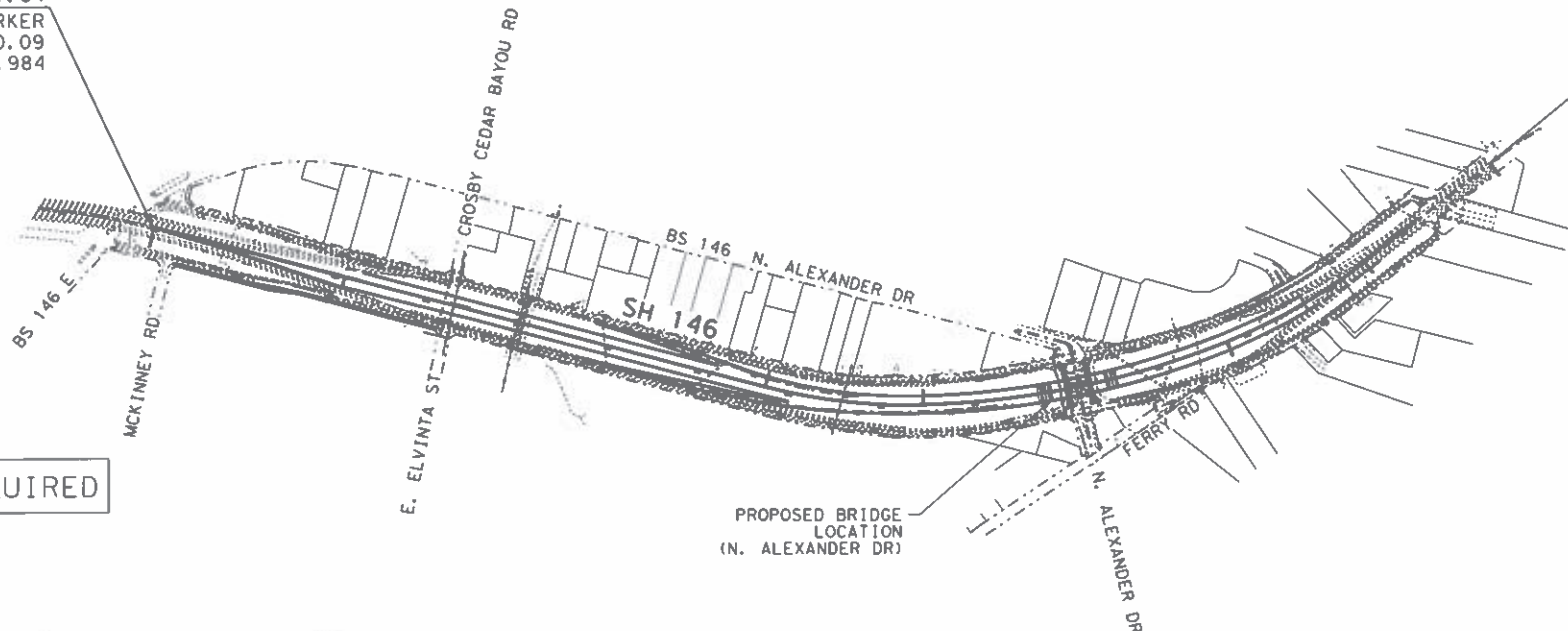 RKER
0.09
984
BS 146 E
MCKINNEY RD
E. ELVINTA ST
CROSBY CEDAR BAYOU RD
BS 146 N. ALEXANDER DR
SH 146
UIRED
PROPOSED BRIDGE
LOCATION
(N. ALEXANDER DR)
FERRY RD
N. ALEXANDER DR